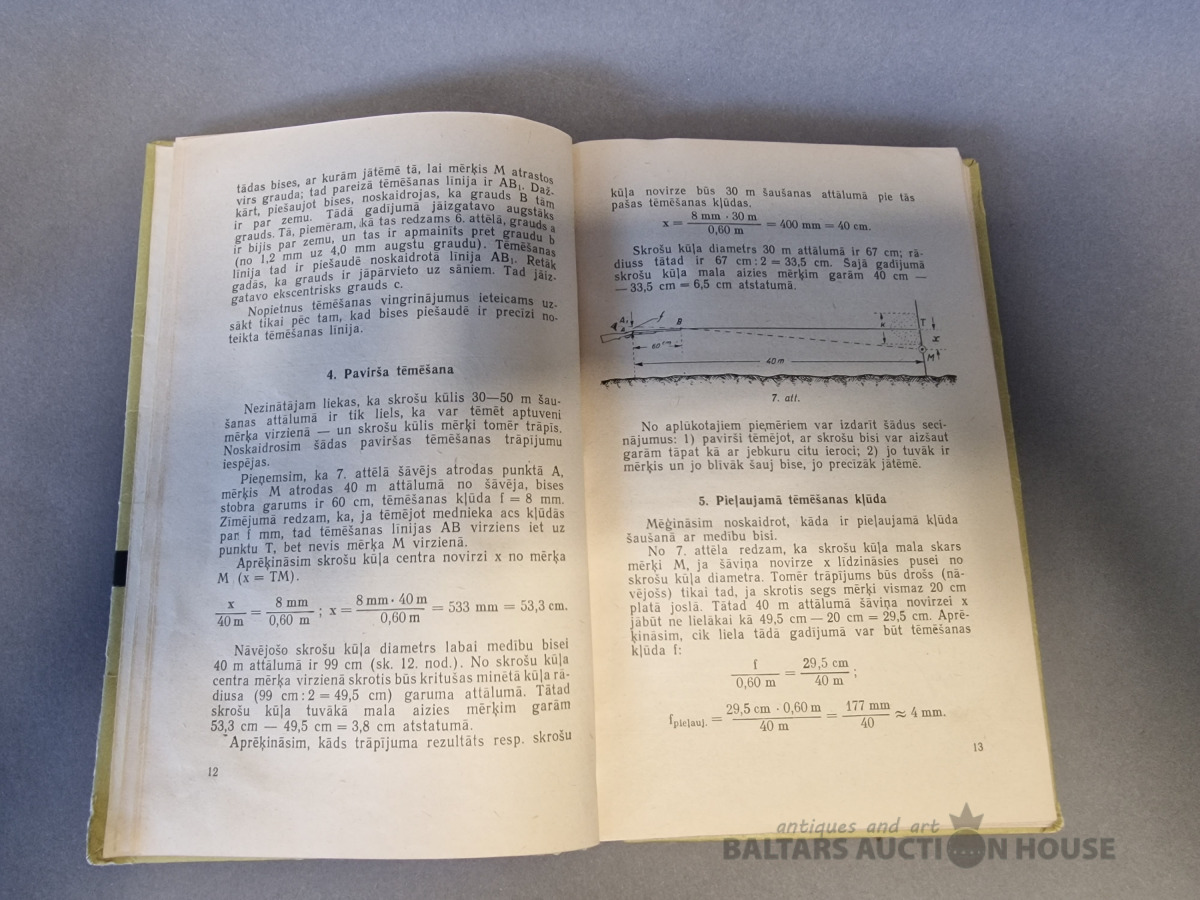 tādas bises, ar kurām jātēmē tā, lai mērķis M atrastos
virs grauda; tad pareizā tēmēšanas līnija ir AB₁. Daž-
kārt, piešaujot bises, noskaidrojas, ka grauds B tām
ir par zemu. Tādā gadījumā jāizgatavo augstāks
grauds. Tā, piemēram, kā tas redzams 6. attēlā, grauds a
ir bijis par zemu, un tas ir apmainīts pret graudu b
(no 1,2 mm uz 4,0 mm augstu graudu). Tēmēšanas
līnija tad ir piešaudē noskaidrotā līnija AB₁. Retāk
gadās, ka grauds ir jāpārvieto uz sāniem. Tad jāiz-
gatavo ekscentrisks grauds c.
Nopietnus tēmēšanas vingrinājumus ieteicams uz-
sākt tikai pēc tam, kad bises piešaudē ir precīzi no-
teikta tēmēšanas līnija.
4. Pavirša tēmēšana
Nezinātājam liekas, ka skrošu kūlis 30—50 m šau-
šanas attālumā ir tik liels, ka var tēmēt aptuveni
mērķa virzienā — un skrošu kūlis mērķi tomēr trāpīs.
Noskaidrosim šādas paviršas tēmēšanas trāpījumu
iespējas.
Pieņemsim, ka 7. attēlā šāvējs atrodas punktā A,
mērķis M atrodas 40 m attālumā no šāvēja, bises
stobra garums ir 60 cm, tēmēšanas kļūda f = 8 mm.
Zīmējumā redzam, ka, ja tēmējot mednieka acs kļūdās
par f mm, tad tēmēšanas līnijas AB virziens iet uz
punktu T, bet nevis mērķa M virzienā.
Aprēķināsim skrošu kūļa centra novirzi x no mērķa
M (x = TM).
x/40 m = 8 mm/0,60 m ; x = 8 mm · 40 m/0,60 m = 533 mm = 53,3 cm.
Nāvējošo skrošu kūļa diametrs labai medību bisei
40 m attālumā ir 99 cm (sk. 12. nod.). No skrošu kūļa
centra mērķa virzienā skrotis būs kritušas minētā kūļa rā-
diusa (99 cm : 2 = 49,5 cm) garuma attālumā. Tātad
skrošu kūļa tuvākā mala aizies mērķim garām
53,3 cm — 49,5 cm = 3,8 cm atstatumā.
Aprēķināsim, kāds trāpījuma rezultāts resp. skrošu
12
kūļa novirze būs 30 m šaušanas attālumā pie tās
pašas tēmēšanas kļūdas.
x = 8 mm · 30 m/0,60 m = 400 mm = 40 cm.
Skrošu kūļa diametrs 30 m attālumā ir 67 cm; rā-
diuss tātad ir 67 cm : 2 = 33,5 cm. Šajā gadījumā
skrošu kūļa mala aizies mērķim garām 40 cm —
— 33,5 cm = 6,5 cm atstatumā.
A₁ f B K T
A x
60 cm M
40 m
7. att.
No aplūkotajiem piemēriem var izdarīt šādus seci-
nājumus: 1) pavirši tēmējot, ar skrošu bisi var aizšaut
garām tāpat kā ar jebkuru citu ieroci; 2) jo tuvāk ir
mērķis un jo blīvāk šauj bise, jo precīzāk jātēmē.
5. Pieļaujamā tēmēšanas kļūda
Mēģināsim noskaidrot, kāda ir pieļaujamā kļūda
šaušanā ar medību bisi.
No 7. attēla redzam, ka skrošu kūļa mala skars
mērķi M, ja šāviņa novirze x līdzināsies pusei no
skrošu kūļa diametra. Tomēr trāpījums būs drošs (nā-
vējošs) tikai tad, ja skrotis segs mērķi vismaz 20 cm
platā joslā. Tātad 40 m attālumā šāviņa novirzei x
jābūt ne lielākai kā 49,5 cm — 20 cm = 29,5 cm. Aprē-
ķināsim, cik liela tādā gadījumā var būt tēmēšanas
kļūda f:
f/0,60 m = 29,5 cm/40 m ;
fpieļauj. = 29,5 cm · 0,60 m/40 m = 177 mm/40 ≈ 4 mm.
13
antiques and art
BALTARS AUCTION HOUSE